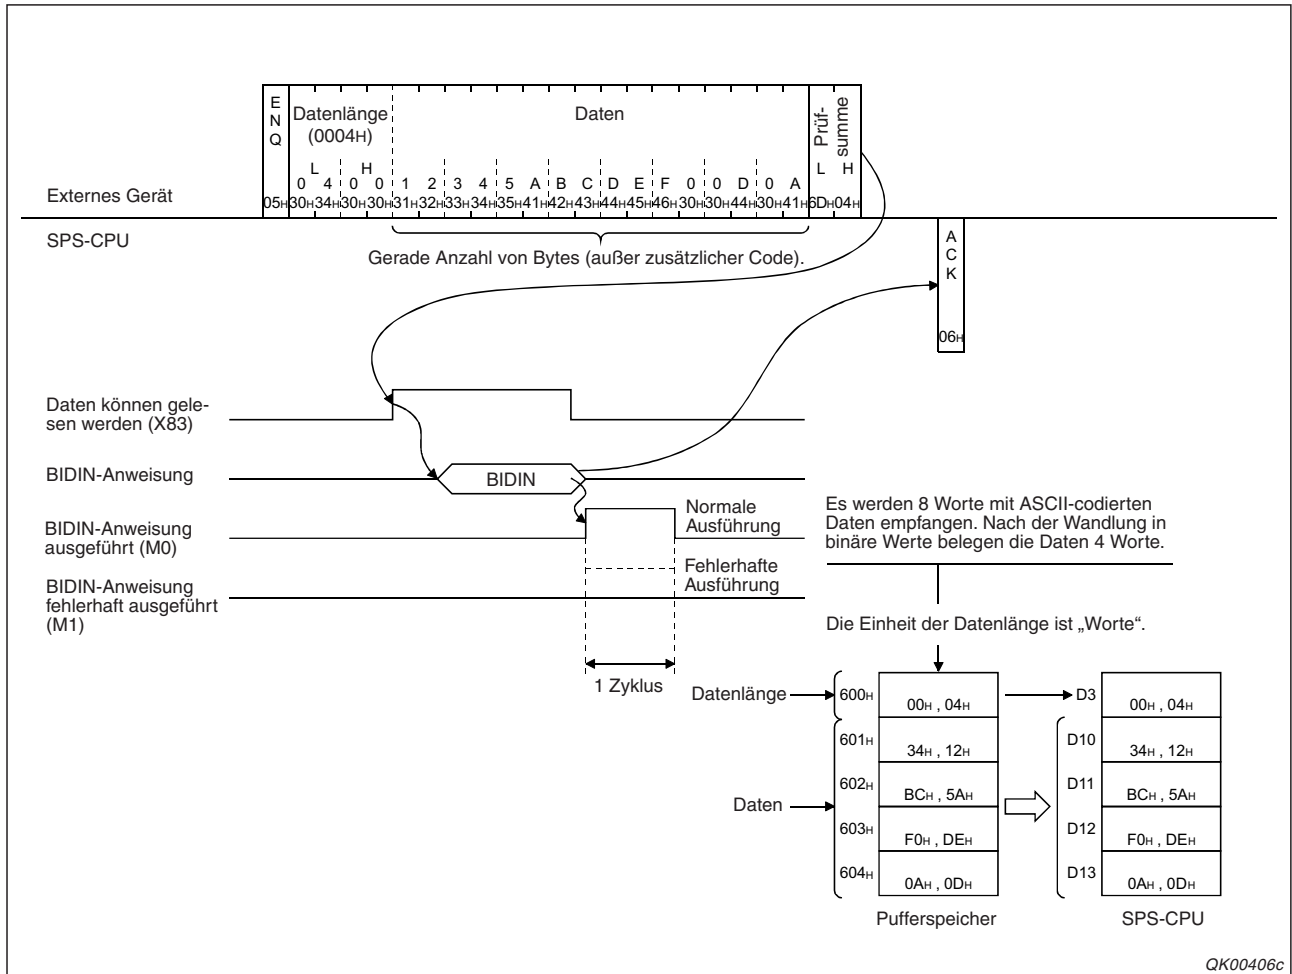 E
N
Q
Datenlänge
(0004H)
Daten
Prüf-
summe
L H L H
0 4 0 0 1 2 3 4 5 A B C D E F 0 0 D 0 A
Externes Gerät
05H 30H 34H 30H 30H 31H 32H 33H 34H 35H 41H 42H 43H 44H 45H 46H 30H 30H 44H 30H 41H 6DH 04H
SPS-CPU
Gerade Anzahl von Bytes (außer zusätzlicher Code).
A
C
K
06H
Daten können gele-
sen werden (X83)
BIDIN-Anweisung
BIDIN
BIDIN-Anweisung
ausgeführt (M0)
Normale
Ausführung
BIDIN-Anweisung
fehlerhaft ausgeführt
(M1)
Fehlerhafte
Ausführung
1 Zyklus
Es werden 8 Worte mit ASCII-codierten
Daten empfangen. Nach der Wandlung in
binäre Werte belegen die Daten 4 Worte.
Die Einheit der Datenlänge ist „Worte“.
Datenlänge 600H 00H , 04H D3 00H , 04H
601H 34H , 12H D10 34H , 12H
602H BCH , 5AH D11 BCH , 5AH
Daten
603H F0H , DEH D12 F0H , DEH
604H 0AH , 0DH D13 0AH , 0DH
Pufferspeicher SPS-CPU
QK00406c